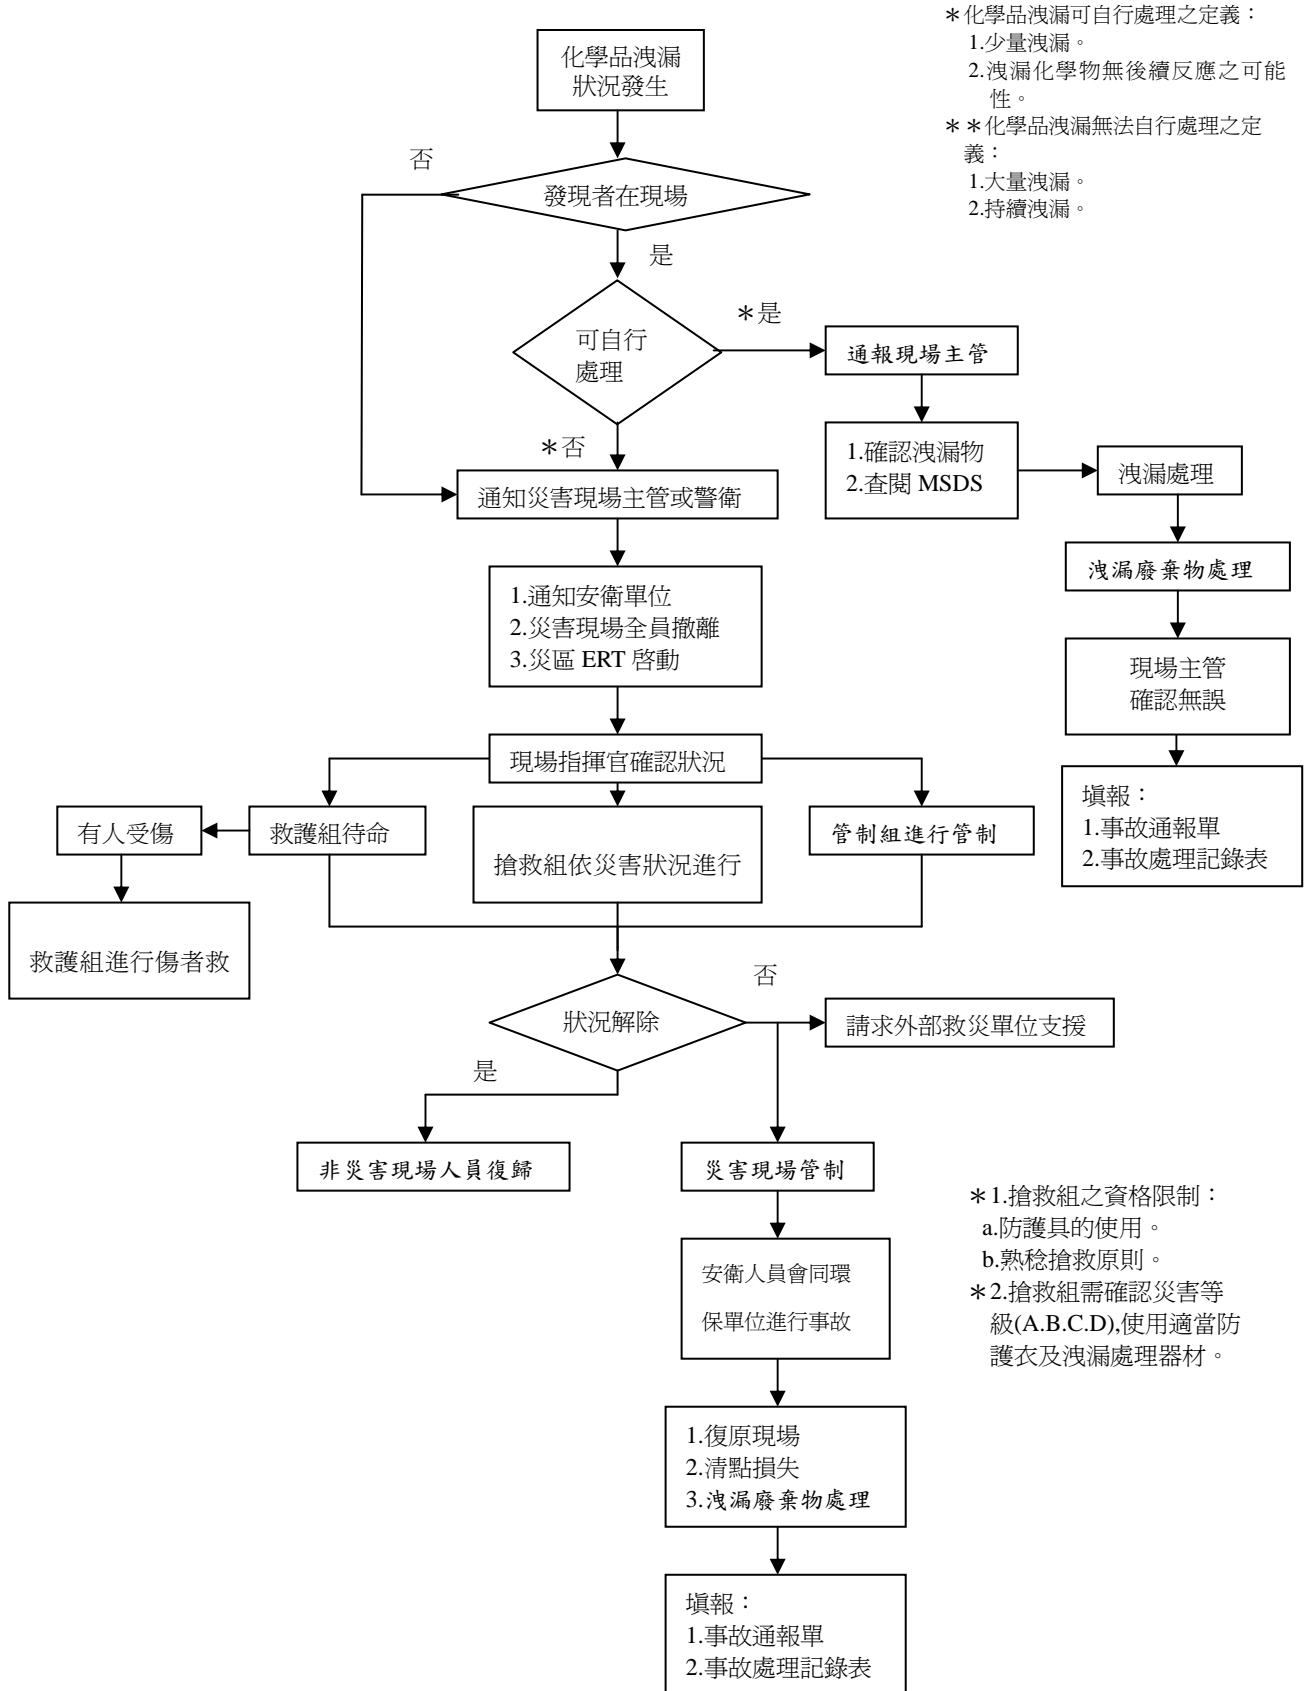 ＊化學品洩漏可自行處理之定義：
1.少量洩漏。
2.洩漏化學物無後續反應之可能
性。
＊＊化學品洩漏無法自行處理之定
義：
1.大量洩漏。
2.持續洩漏。
化學品洩漏
狀況發生
否
發現者在現場
是
可自行
處理
＊是
通報現場主管
＊否
1.確認洩漏物
2.查閱 MSDS
洩漏處理
通知災害現場主管或警衛
洩漏廢棄物處理
1.通知安衛單位
2.災害現場全員撤離
3.災區 ERT 啓動
現場主管
確認無誤
現場指揮官確認狀況
填報：
1.事故通報單
2.事故處理記錄表
有人受傷
救護組待命
搶救組依災害狀況進行
管制組進行管制
救護組進行傷者救
否
狀況解除
請求外部救災單位支援
是
非災害現場人員復歸
災害現場管制
＊1.搶救組之資格限制：
a.防護具的使用。
b.熟稔搶救原則。
＊2.搶救組需確認災害等
級(A.B.C.D),使用適當防
護衣及洩漏處理器材。
安衛人員會同環
保單位進行事故
1.復原現場
2.清點損失
3.洩漏廢棄物處理
填報：
1.事故通報單
2.事故處理記錄表